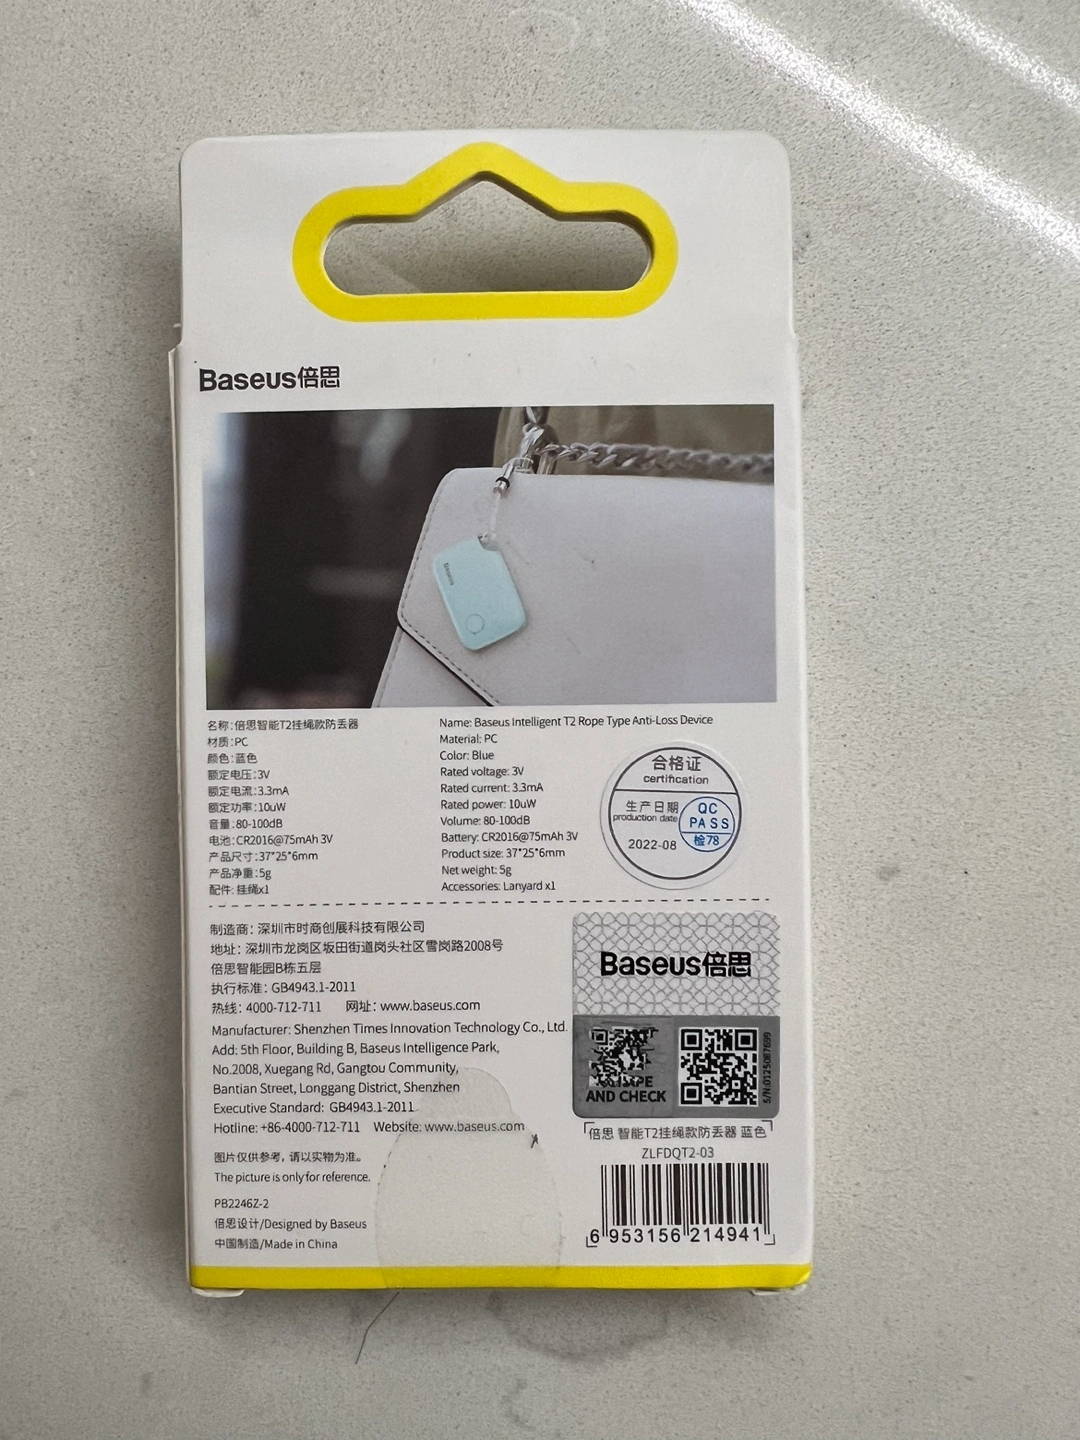 Baseus倍思
Baseus
名称:倍思智能T2挂绳款防丢器
材质:PC
颜色:蓝色
额定电压:3V
额定电流:3.3mA
额定功率:10uW
音量:80-100dB
电池:CR2016@75mAh 3V
产品尺寸:37*25*6mm
产品净重:5g
配件: 挂绳x1
Name: Baseus Intelligent T2 Rope Type Anti-Loss Device
Material: PC
Color: Blue
Rated voltage: 3V
Rated current: 3.3mA
Rated power: 10uW
Volume: 80-100dB
Battery: CR2016@75mAh 3V
Product size: 37*25*6mm
Net weight: 5g
Accessories: Lanyard x1
合格证
certification
生产日期
production date
2022-08
QC
PASS
检78
制造商: 深圳市时商创展科技有限公司
地址: 深圳市龙岗区坂田街道岗头社区雪岗路2008号
倍思智能园B栋五层
执行标准: GB4943.1-2011
热线: 4000-712-711 网址: www.baseus.com
Manufacturer: Shenzhen Times Innovation Technology Co., Ltd.
Add: 5th Floor, Building B, Baseus Intelligence Park,
No.2008, Xuegang Rd, Gangtou Community,
Bantian Street, Longgang District, Shenzhen
Executive Standard: GB4943.1-2011
Hotline: +86-4000-712-711 Website: www.baseus.com
图片仅供参考, 请以实物为准。
The picture is only for reference.
PB2246Z-2
倍思设计/Designed by Baseus
中国制造/Made in China
Baseus倍思
AND CHECK
S/N:0125087699
倍思 智能T2挂绳款防丢器 蓝色
ZLFDQT2-03
6 953156 214941